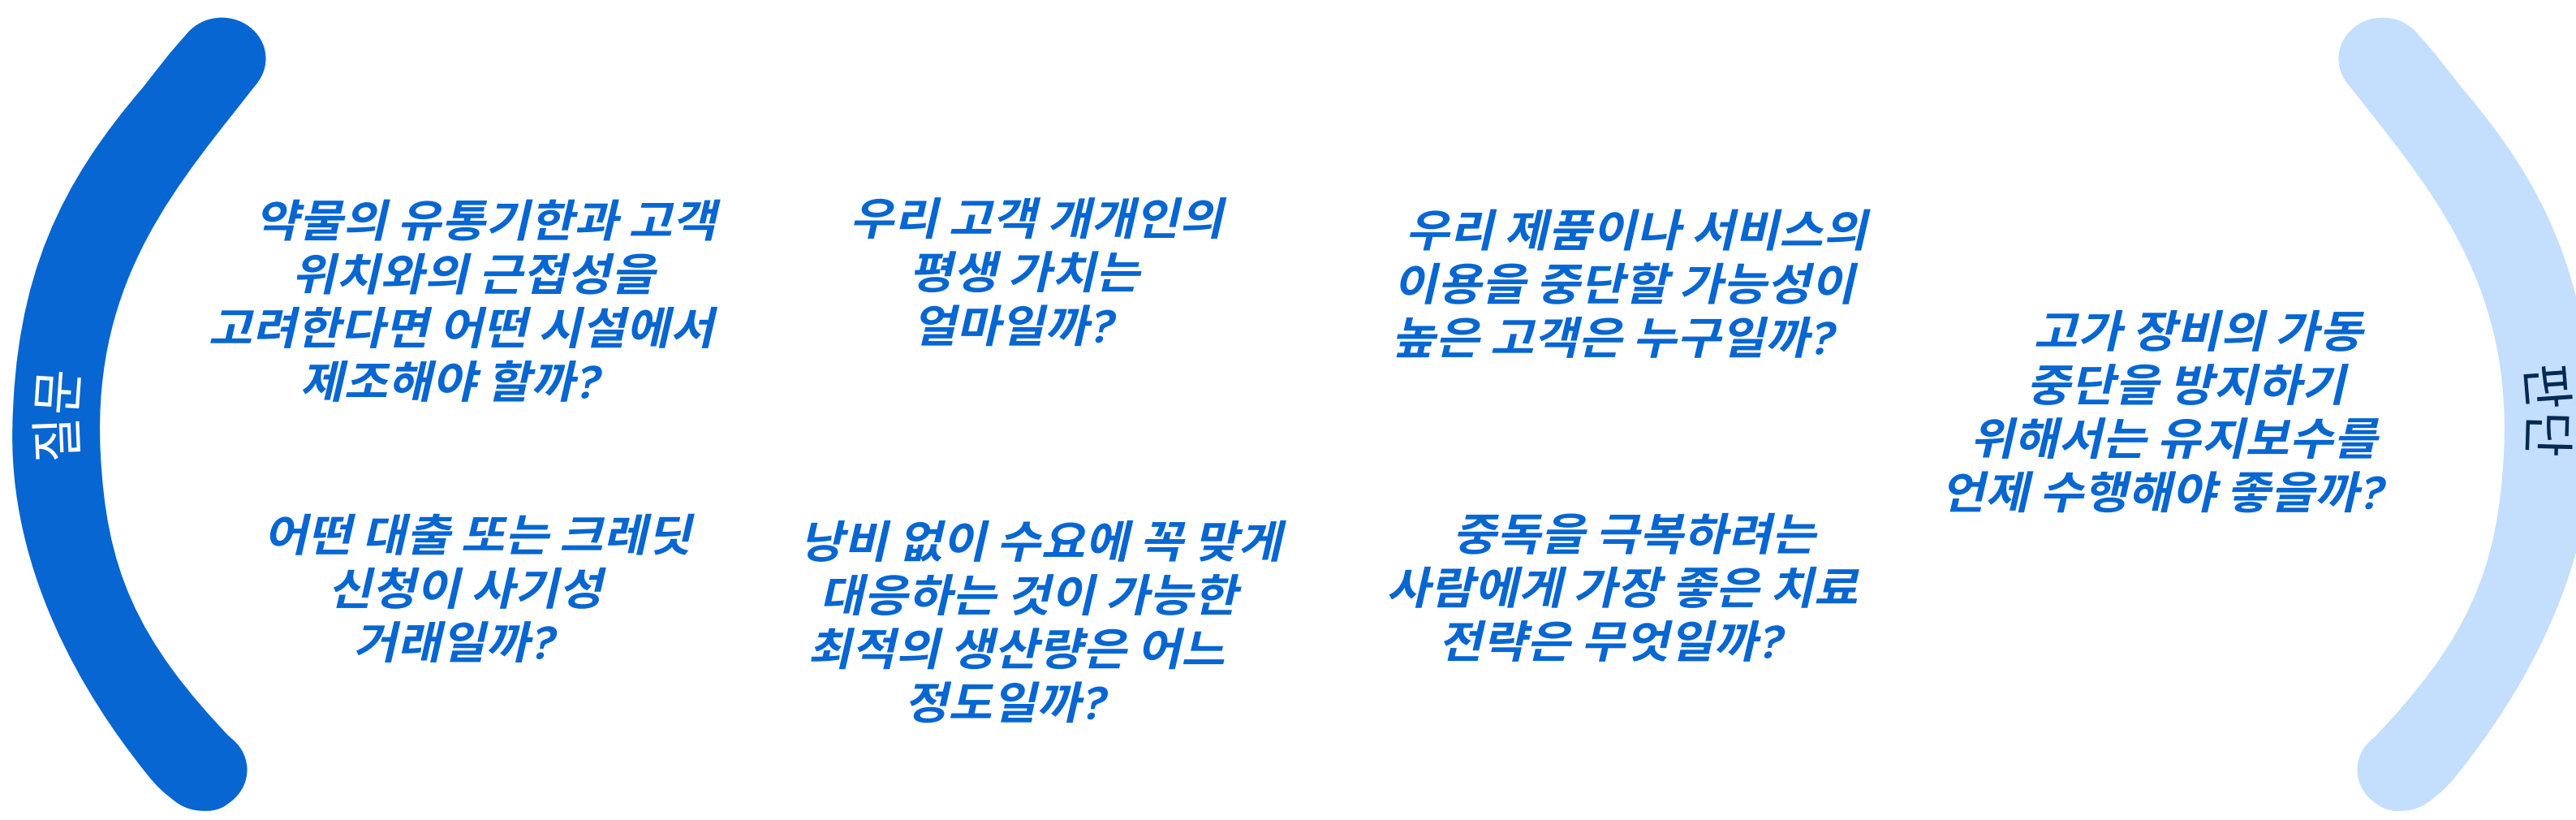 질문
약물의 유통기한과 고객
위치와의 근접성을
고려한다면 어떤 시설에서
제조해야 할까?
우리 고객 개개인의
평생 가치는
얼마일까?
우리 제품이나 서비스의
이용을 중단할 가능성이
높은 고객은 누구일까?
고가 장비의 가동
중단을 방지하기
위해서는 유지보수를
언제 수행해야 좋을까?
어떤 대출 또는 크레딧
신청이 사기성
거래일까?
낭비 없이 수요에 꼭 맞게
대응하는 것이 가능한
최적의 생산량은 어느
정도일까?
중독을 극복하려는
사람에게 가장 좋은 치료
전략은 무엇일까?
판단